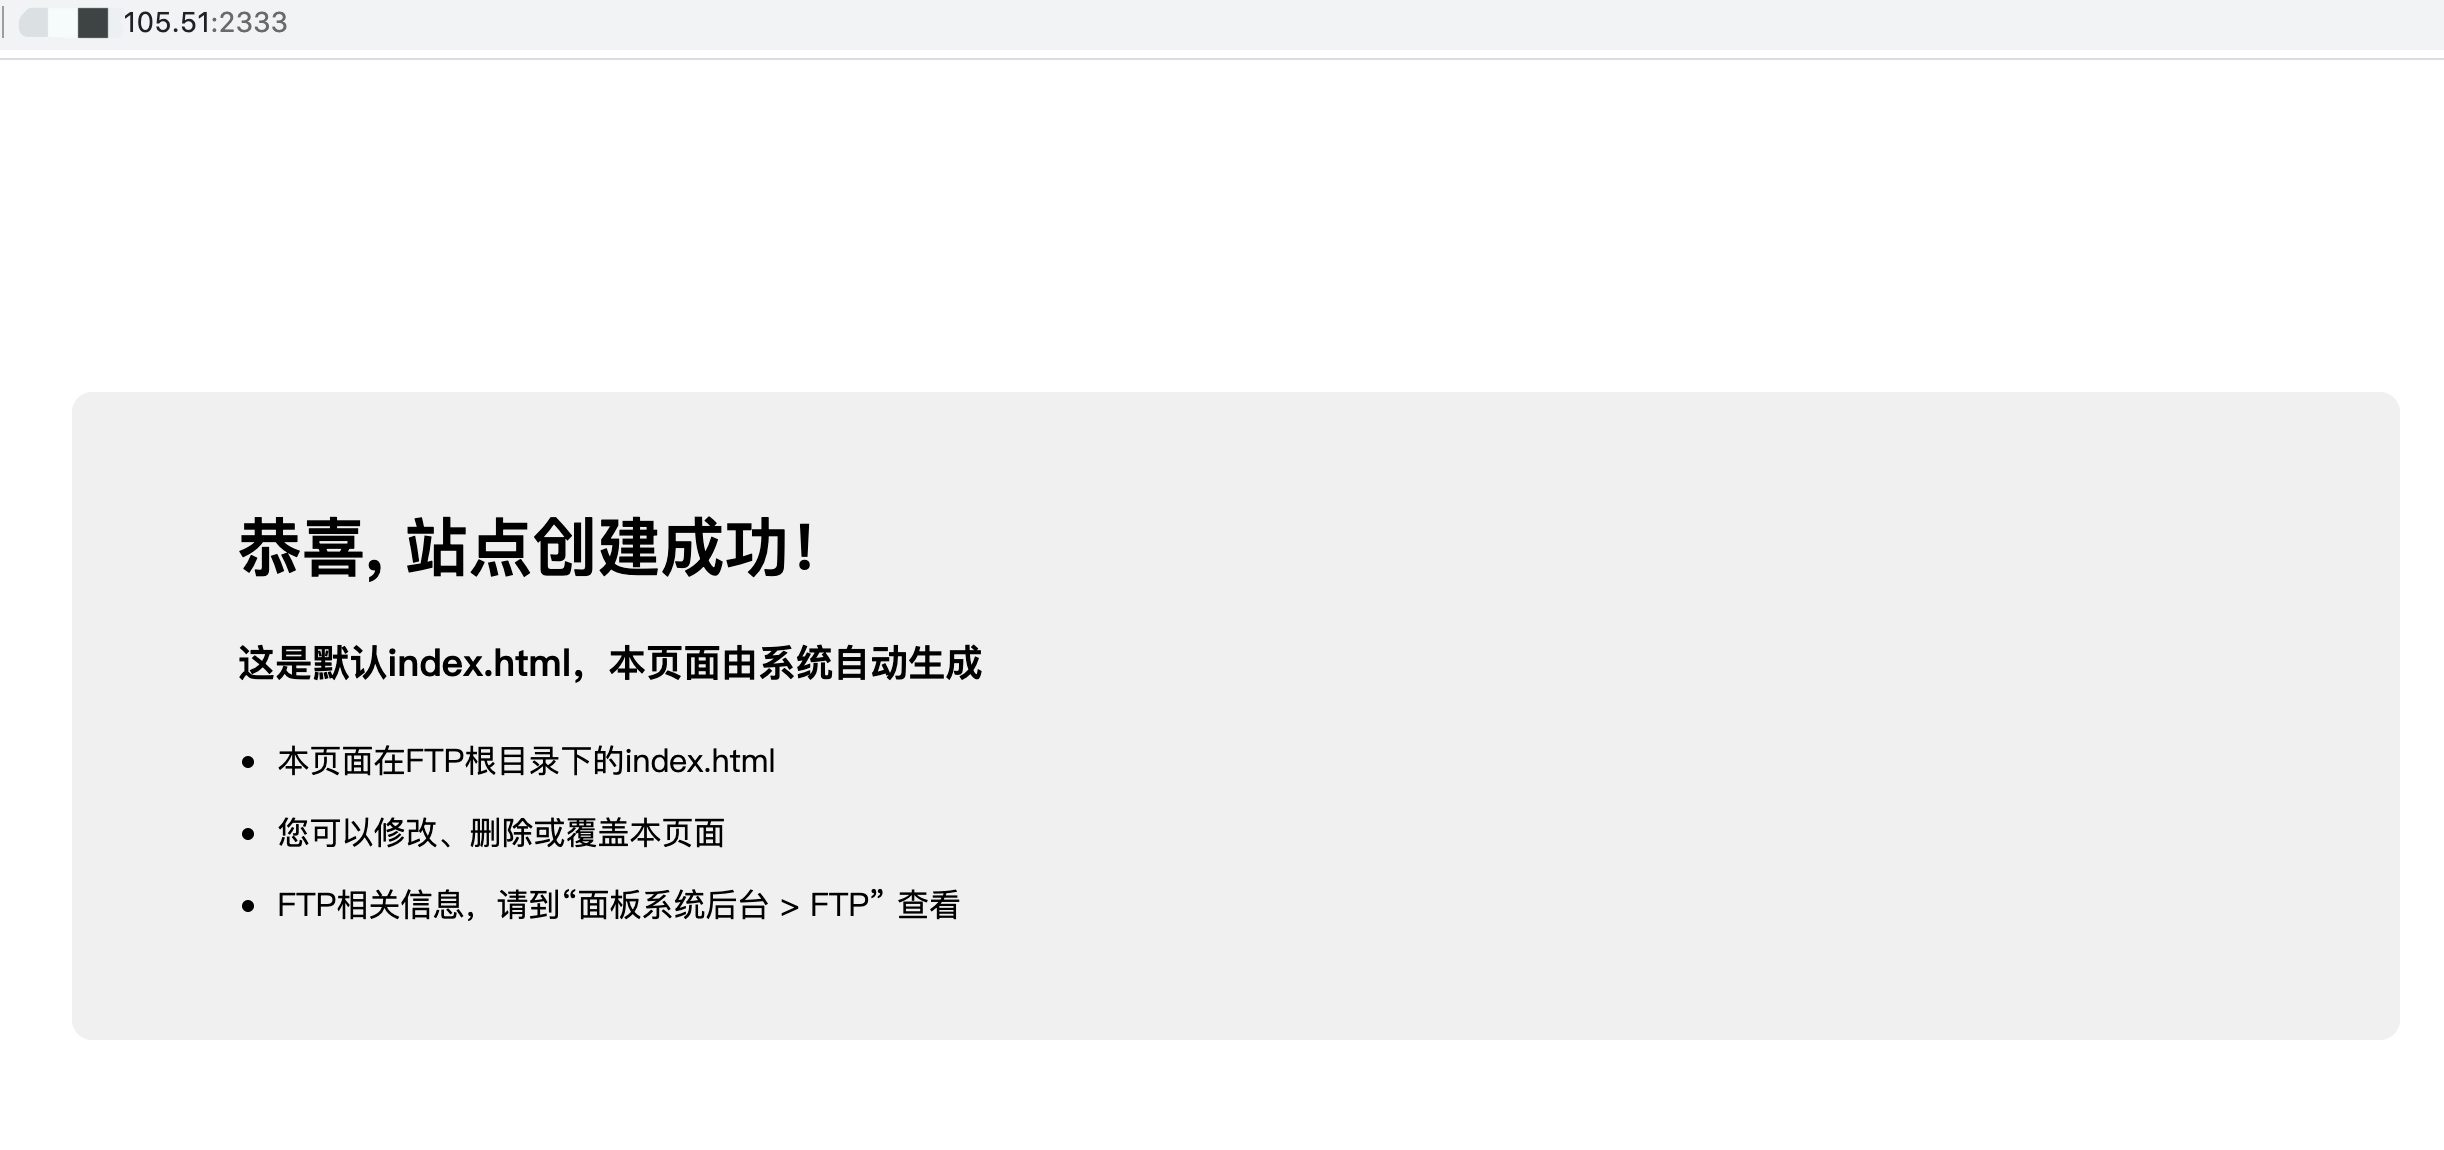 105.51:2333
恭喜, 站点创建成功！
这是默认index.html，本页面由系统自动生成
本页面在FTP根目录下的index.html
您可以修改、删除或覆盖本页面
FTP相关信息，请到“面板系统后台 > FTP” 查看